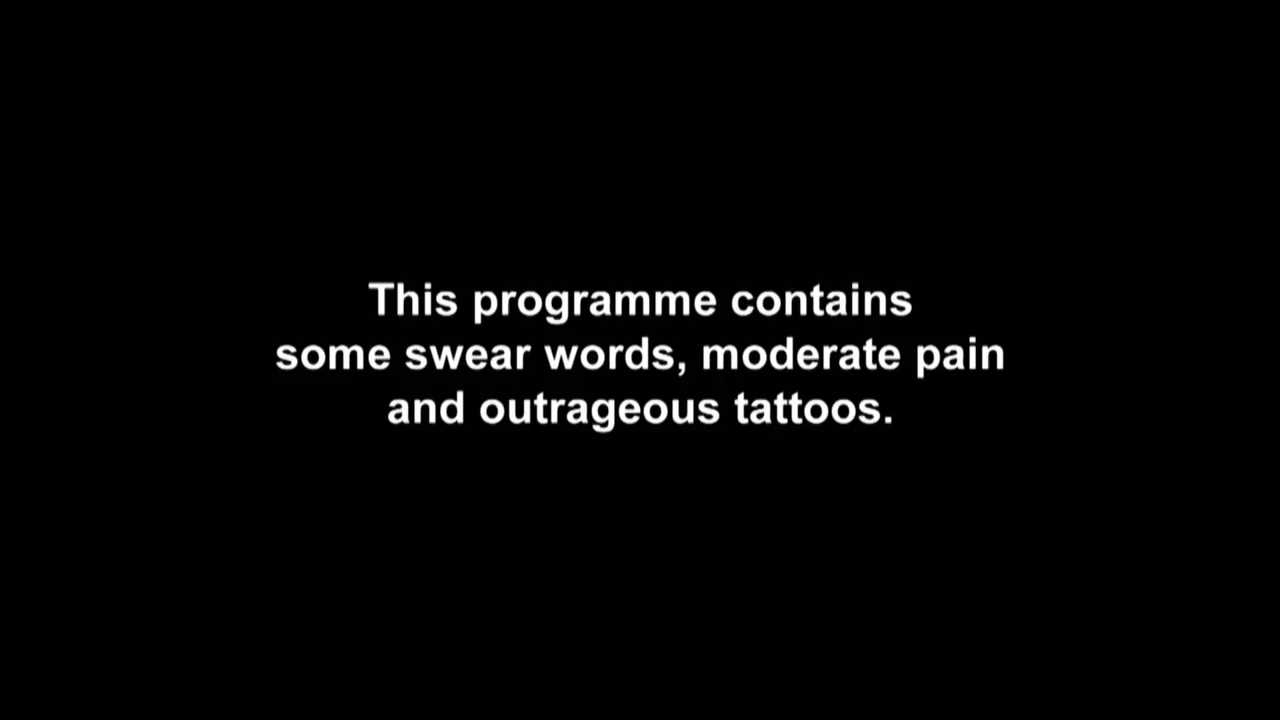 This programme contains
some swear words, moderate pain
and outrageous tattoos.